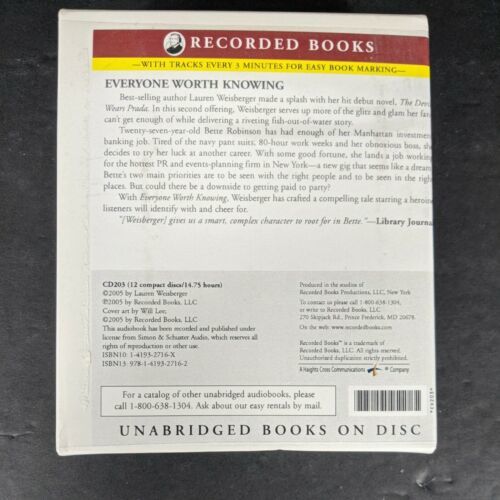 RECORDED BOOKS
—WITH TRACKS EVERY 3 MINUTES FOR EASY BOOK MARKING—
EVERYONE WORTH KNOWING
Best-selling author Lauren Weisberger made a splash with her hit debut novel, The Devi
Wears Prada. In this second offering, Weisberger serves up more of the glitz and glam her fans
can't get enough of while delivering a riveting fish-out-of-water story.
Twenty-seven-year-old Bette Robinson has had enough of her Manhattan investment
banking job. Tired of the navy pant suits, 80-hour work weeks and her obnoxious boss, she
decides to try her luck at another career. With some good fortune, she lands a job working
for the hottest PR and events-planning firm in New York—a new gig that seems like a dream
Bette's two main priorities are to be seen with the right people and to be seen in the right
places. But could there be a downside to getting paid to party?
With Everyone Worth Knowing, Weisberger has crafted a compelling tale starring a heroine
listeners will identify with and cheer for.
"[Weisberger] gives us a smart, complex character to root for in Bette."—Library Journal
CD203 (12 compact discs/14.75 hours)
©2005 by Lauren Weisberger
℗2005 by Recorded Books, LLC
Cover art by Will Lee;
©2005 by Recorded Books, LLC
This audiobook has been recorded and published under
license from Simon & Schuster Audio, which reserves all
rights of reproduction or other use.
ISBN10: 1-4193-2716-X
ISBN13: 978-1-4193-2716-2
Produced in the studios of
Recorded Books Productions, LLC, New York
To contact us please call 1-800-638-1304,
or write to Recorded Books, LLC
270 Skipjack Rd., Prince Frederick, MD 20678.
On the web: www.recordedbooks.com
Recorded Books™ is a trademark of
Recorded Books, LLC. All rights reserved.
Unauthorized duplication strictly prohibited.
A Haights Cross Communications Company
For a catalog of other unabridged audiobooks, please
call 1-800-638-1304. Ask about our easy rentals by mail.
UNABRIDGED BOOKS ON DISC